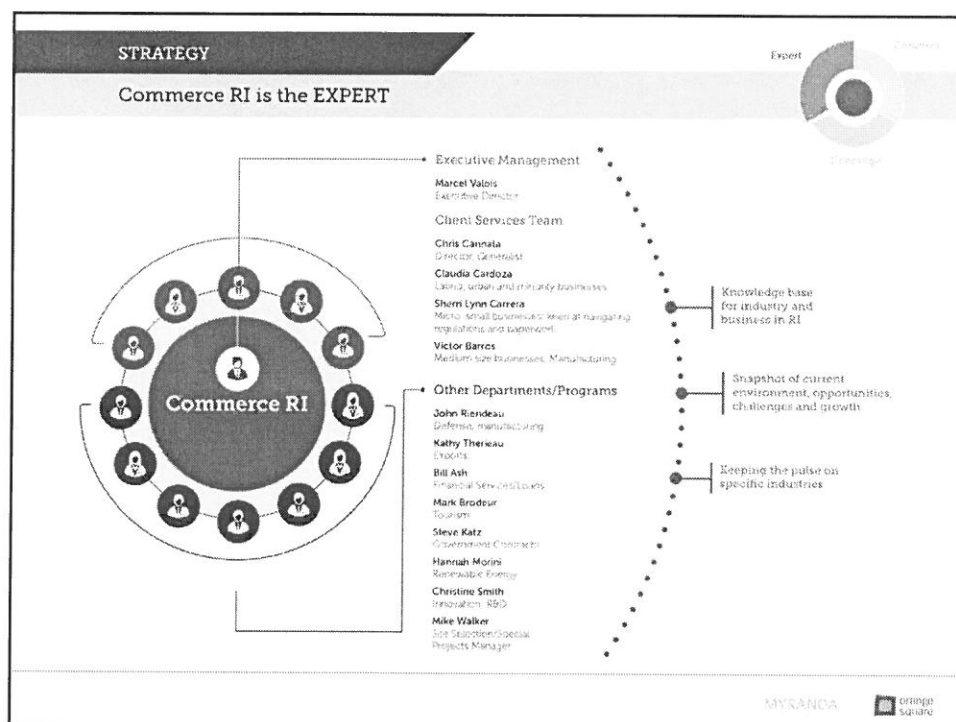 STRATEGY
Commerce RI is the EXPERT
Expert
Concierge
Executive Management
Marcel Valois
Executive Director
Client Services Team
Chris Cannata
Director, Generalist
Claudia Cardoza
Latino, urban and minority businesses
Sherri Lynn Carrera
Micro, small businesses; when at navigating
regulations and paperwork
Victor Barros
Medium size businesses, Manufacturing
Other Departments/Programs
John Riendeau
Defense, manufacturing
Kathy Therieau
Exports
Bill Ash
Financial Services/Loans
Mark Brodeur
Tourism
Steve Katz
Government Contracts
Hannah Morini
Renewable Energy
Christine Smith
Innovation, R&D
Mike Walker
Site Selection/Special
Projects Manager
Commerce RI
Knowledge base
for industry and
business in RI
Snapshot of current
environment, opportunities,
challenges and growth
Keeping the pulse on
specific industries
MYRANDA
orange
square